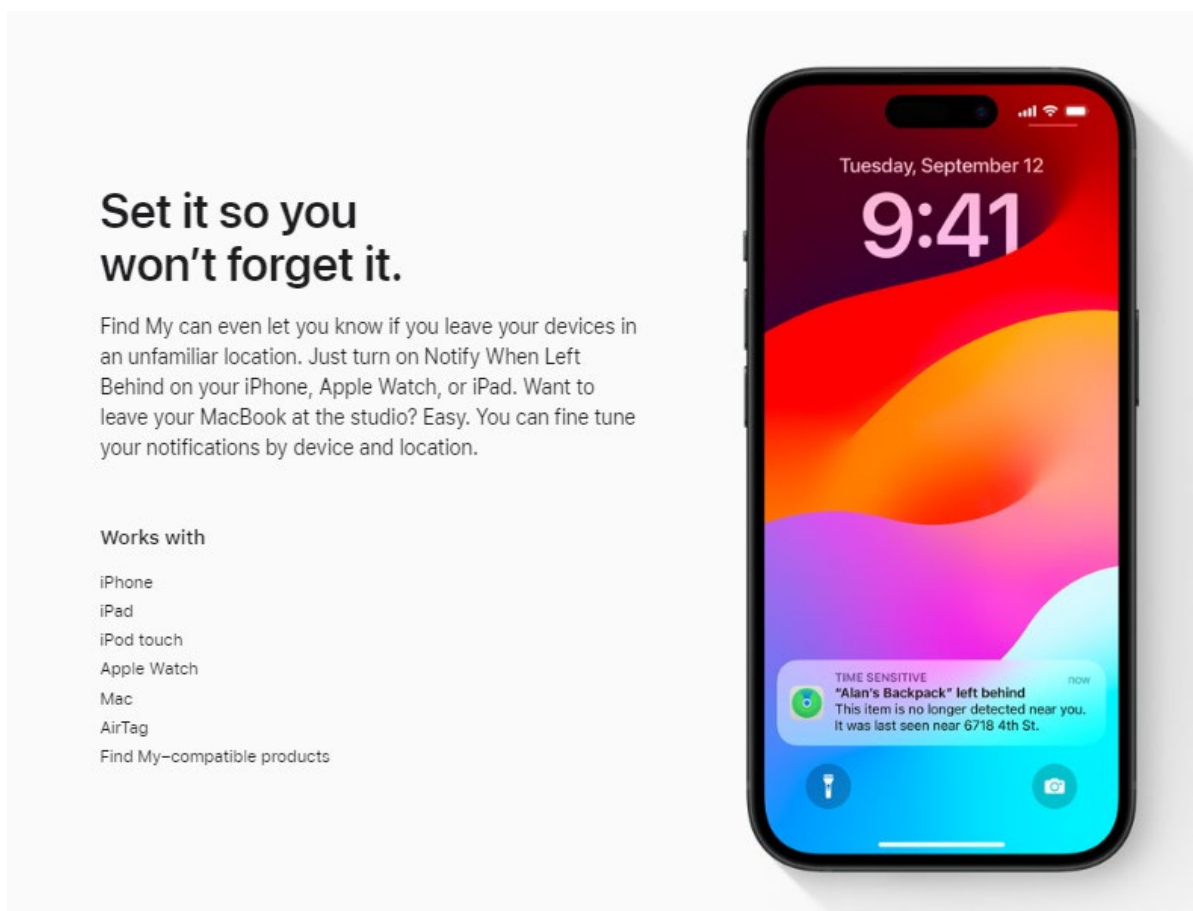 Set it so you
won’t forget it.
Find My can even let you know if you leave your devices in
an unfamiliar location. Just turn on Notify When Left
Behind on your iPhone, Apple Watch, or iPad. Want to
leave your MacBook at the studio? Easy. You can fine tune
your notifications by device and location.
Works with
iPhone
iPad
iPod touch
Apple Watch
Mac
AirTag
Find My–compatible products
Tuesday, September 12
9:41
TIME SENSITIVE
now
“Alan’s Backpack” left behind
This item is no longer detected near you.
It was last seen near 6718 4th St.